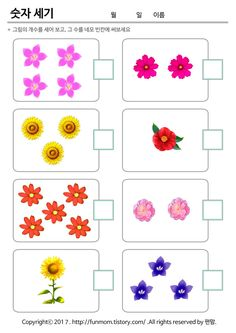 숫자 세기
월 일 이름
* 그림의 개수를 세어 보고, 그 수를 네모 빈칸에 써보세요
Copyrightⓒ 2017. http://funmom.tistory.com/ .All rights reserved by 펀맘.